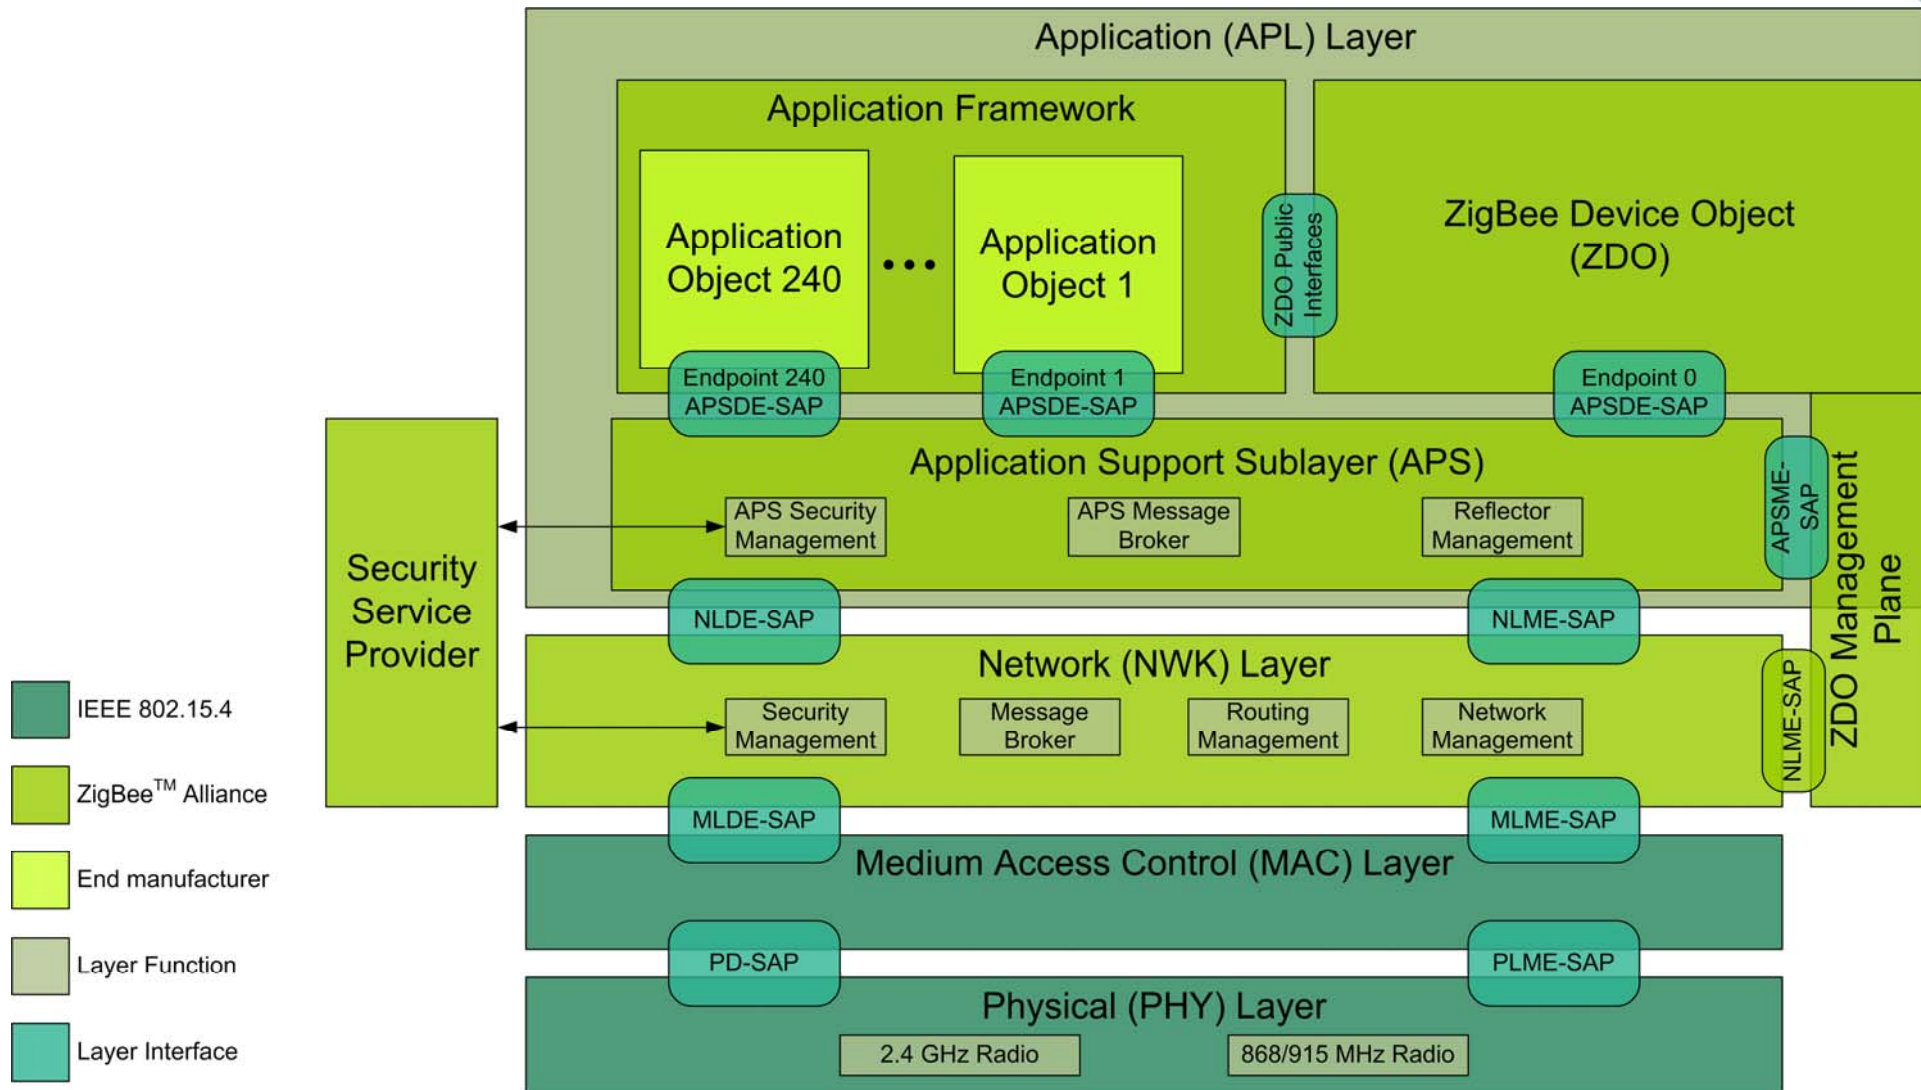 Application (APL) Layer
Application Framework
Application
Object 240
Application
Object 1
ZDO Public
Interfaces
ZigBee Device Object
(ZDO)
Endpoint 240
APSDE-SAP
Endpoint 1
APSDE-SAP
Endpoint 0
APSDE-SAP
Application Support Sublayer (APS)
APS Security
Management
APS Message
Broker
Reflector
Management
APSME-
SAP
ZDO Management
Plane
Security
Service
Provider
NLDE-SAP
NLME-SAP
Network (NWK) Layer
Security
Management
Message
Broker
Routing
Management
Network
Management
NLME-SAP
MLDE-SAP
MLME-SAP
Medium Access Control (MAC) Layer
PD-SAP
PLME-SAP
Physical (PHY) Layer
2.4 GHz Radio
868/915 MHz Radio
IEEE 802.15.4
ZigBee™ Alliance
End manufacturer
Layer Function
Layer Interface